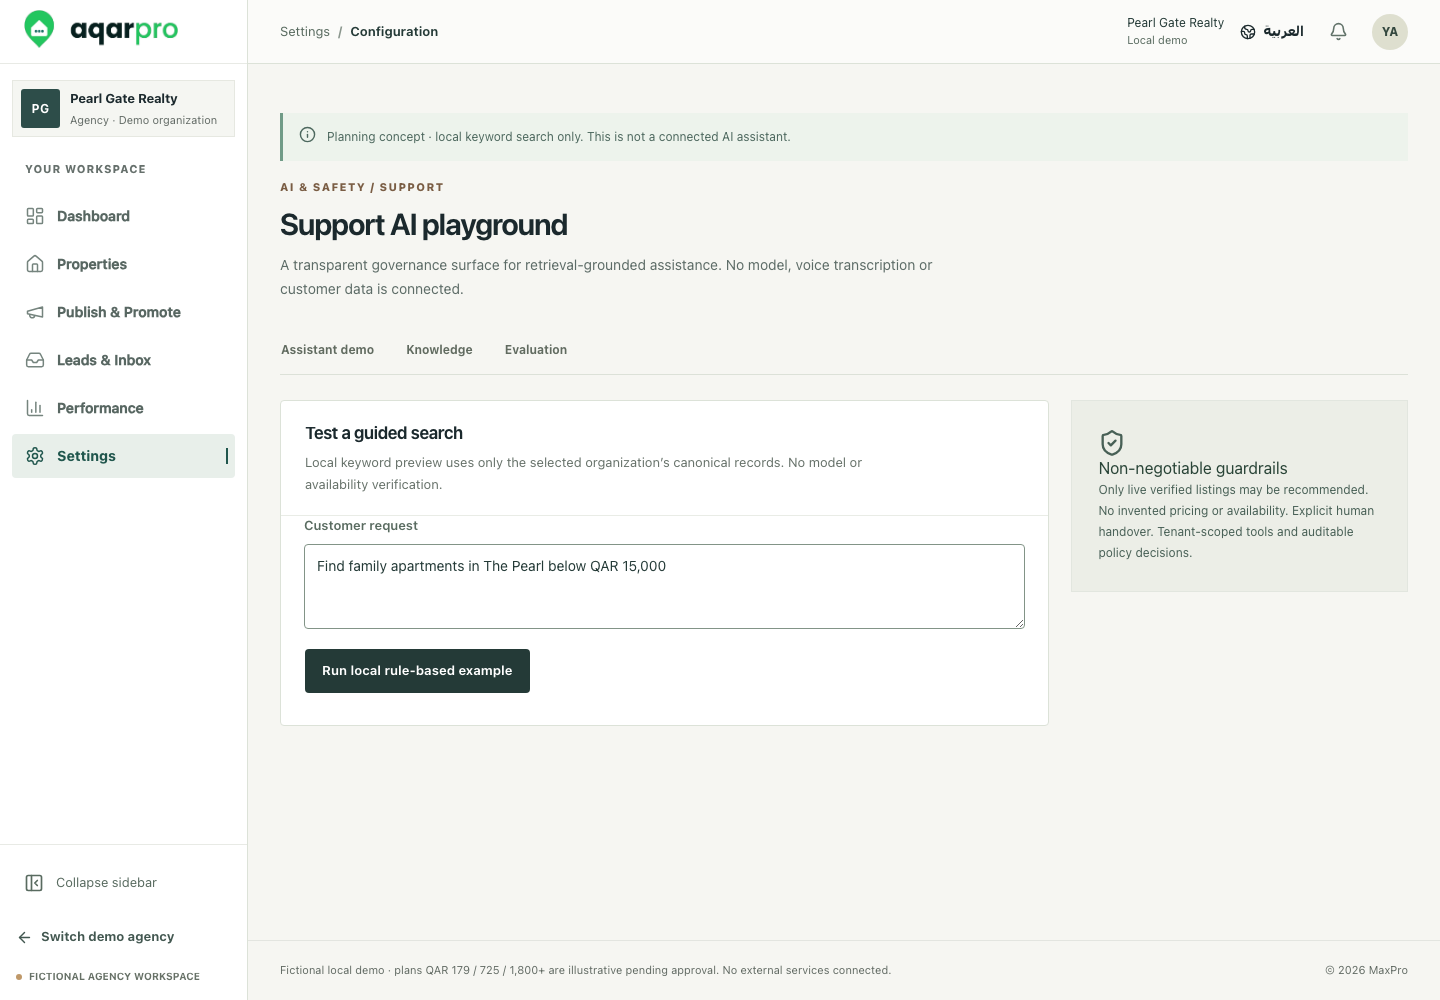 aqarpro
Settings / Configuration
Pearl Gate Realty
Local demo
العربية
YA
PG
Pearl Gate Realty
Agency · Demo organization
YOUR WORKSPACE
Dashboard
Properties
Publish & Promote
Leads & Inbox
Performance
Settings
Collapse sidebar
Switch demo agency
FICTIONAL AGENCY WORKSPACE
Planning concept · local keyword search only. This is not a connected AI assistant.
AI & SAFETY / SUPPORT
Support AI playground
A transparent governance surface for retrieval-grounded assistance. No model, voice transcription or
customer data is connected.
Assistant demo Knowledge Evaluation
Test a guided search
Local keyword preview uses only the selected organization's canonical records. No model or
availability verification.
Customer request
Find family apartments in The Pearl below QAR 15,000
Run local rule-based example
Non-negotiable guardrails
Only live verified listings may be recommended.
No invented pricing or availability. Explicit human
handover. Tenant-scoped tools and auditable
policy decisions.
Fictional local demo · plans QAR 179 / 725 / 1,800+ are illustrative pending approval. No external services connected.
© 2026 MaxPro